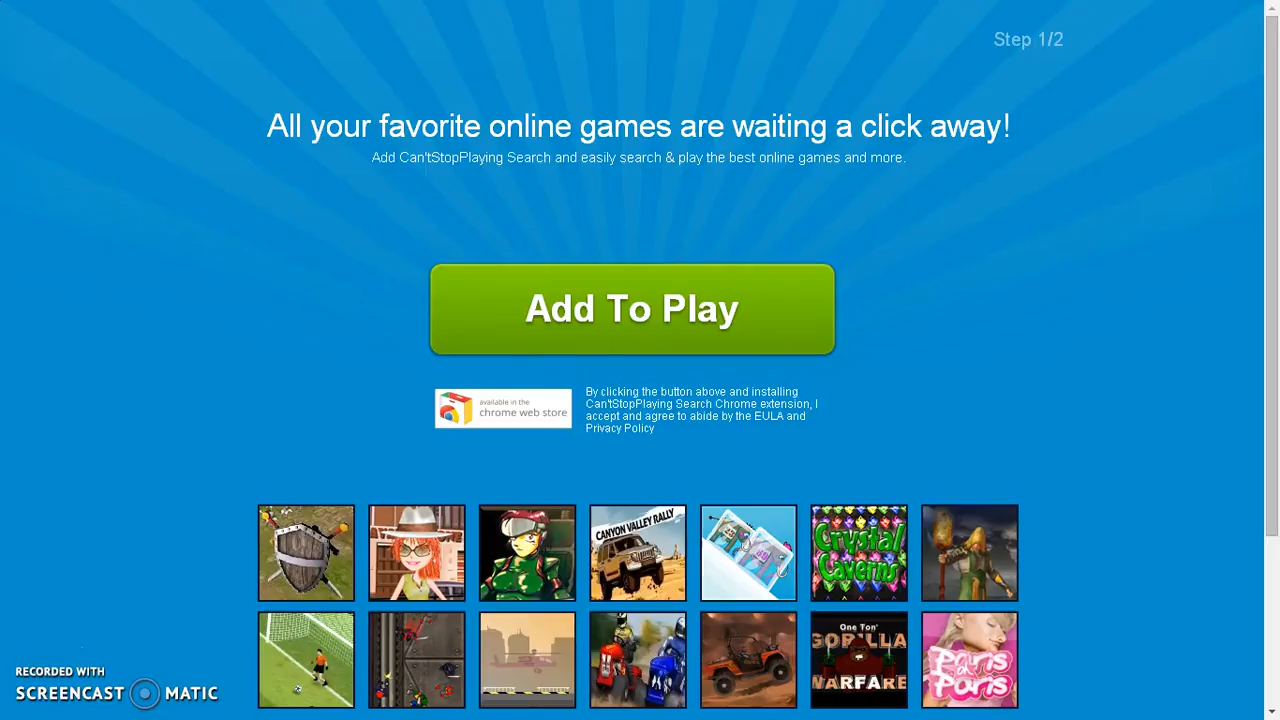 Step 1/2
All your favorite online games are waiting a click away!
Add Can'tStopPlaying Search and easily search & play the best online games and more.
Add To Play
available in the
chrome web store
By clicking the button above and installing
Can'tStopPlaying Search Chrome extension, I
accept and agree to abide by the EULA and
Privacy Policy
CANYON VALLEY RALLY
Crystal
Caverns
One Ton
GORILLA
WARFARE
Paris
Paris
RECORDED WITH
SCREENCAST MATIC